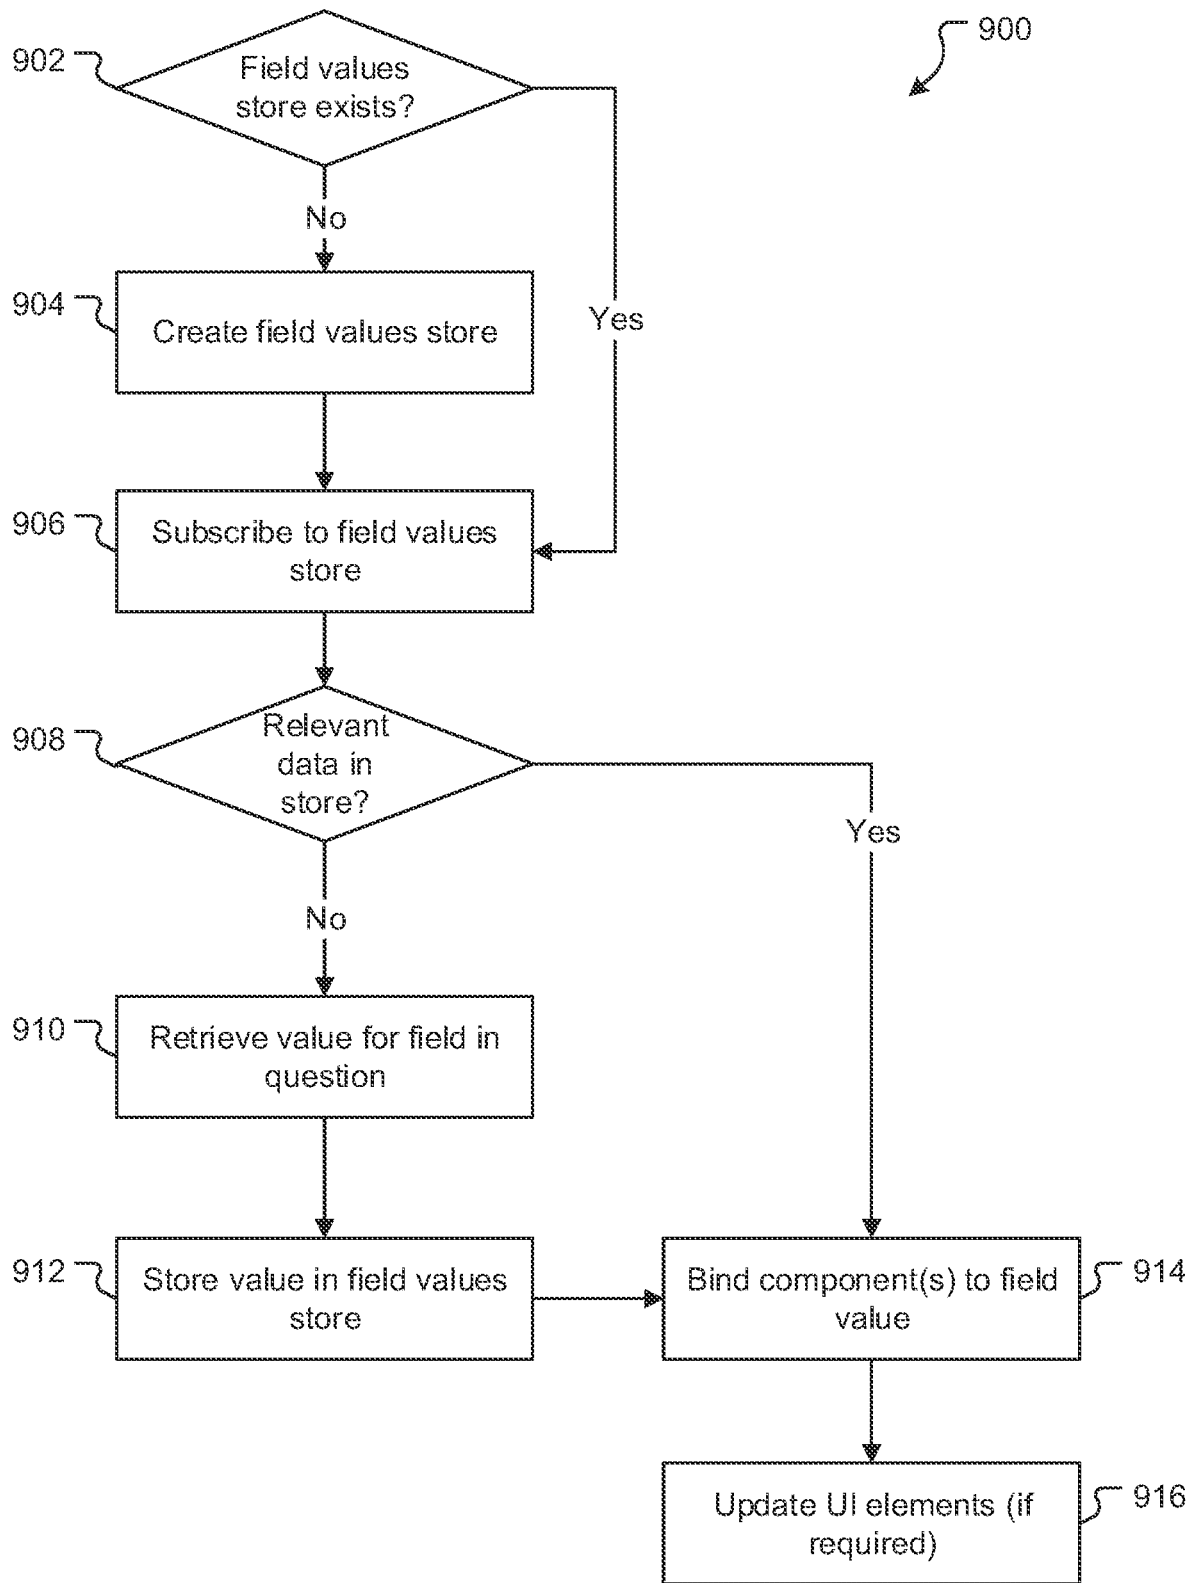 900
902
Field values
store exists?
No
904
Create field values store
Yes
906
Subscribe to field values
store
908
Relevant
data in
store?
Yes
No
910
Retrieve value for field in
question
912
Store value in field values
store
Bind component(s) to field
value
914
Update UI elements (if
required)
916